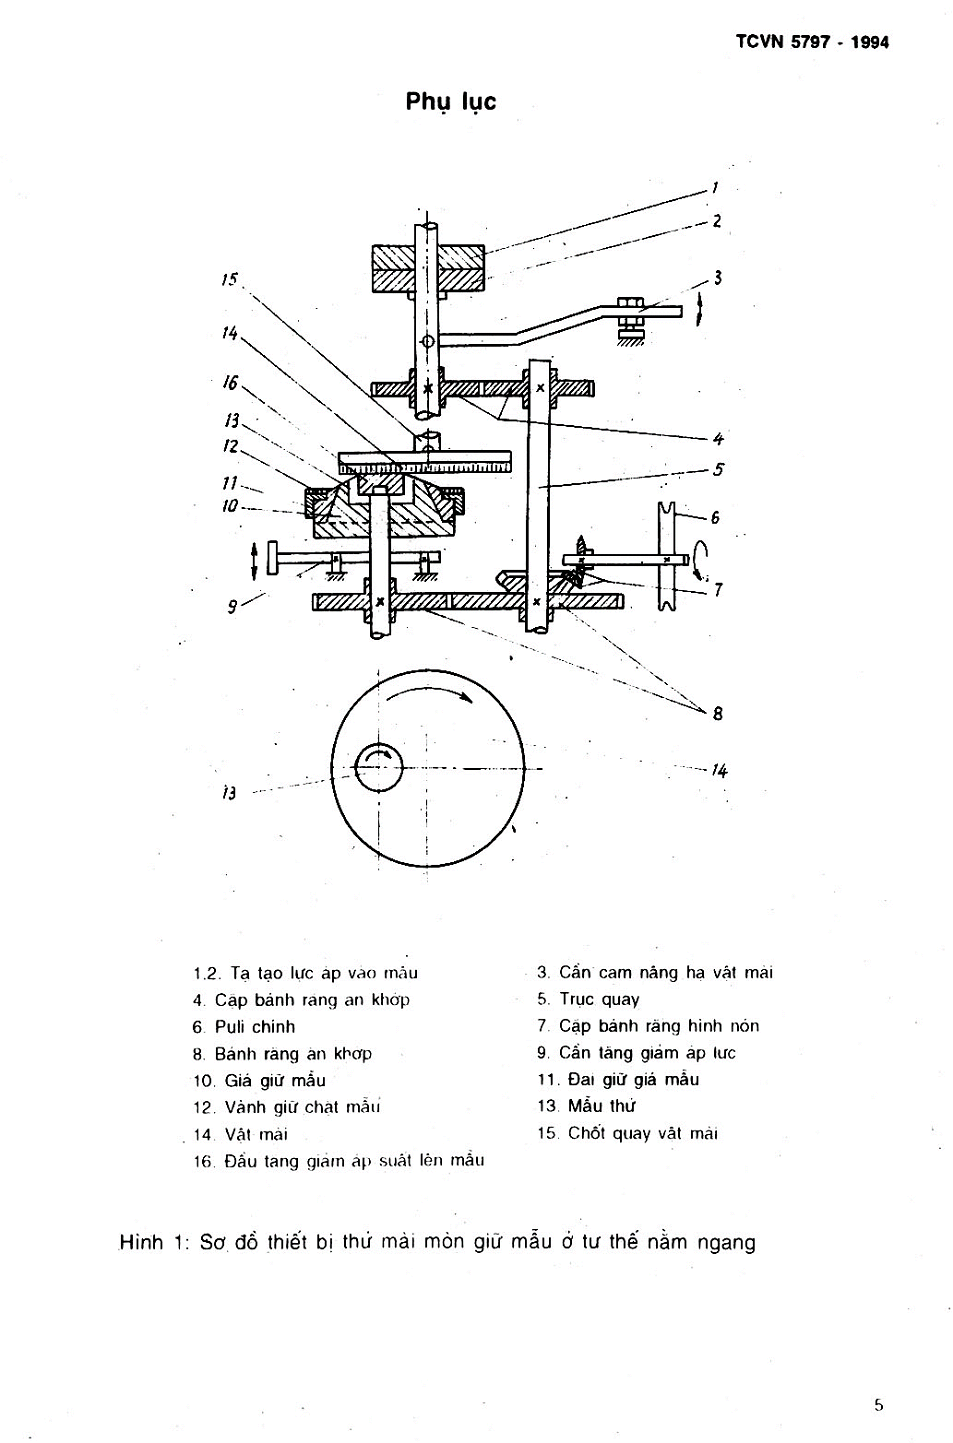 TCVN 5797 - 1994
Phụ lục
1
2
3
15
14
16
13
12
11
10
9
4
5
6
7
8
14
13
1.2. Tạ tạo lực áp vào mẫu
3. Cần cam nâng hạ vật mài
4. Cặp bánh răng ăn khớp
5. Trục quay
6. Puli chính
7. Cặp bánh răng hình nón
8. Bánh răng ăn khớp
9. Cần tăng giảm áp lực
10. Giá giữ mẫu
11. Đai giữ giá mẫu
12. Vành giữ chặt mẫu
13. Mẫu thử
14. Vật mài
15. Chốt quay vật mài
16. Đầu tăng giảm áp suất lên mẫu
Hình 1: Sơ đồ thiết bị thử mài mòn giữ mẫu ở tư thế nằm ngang
5